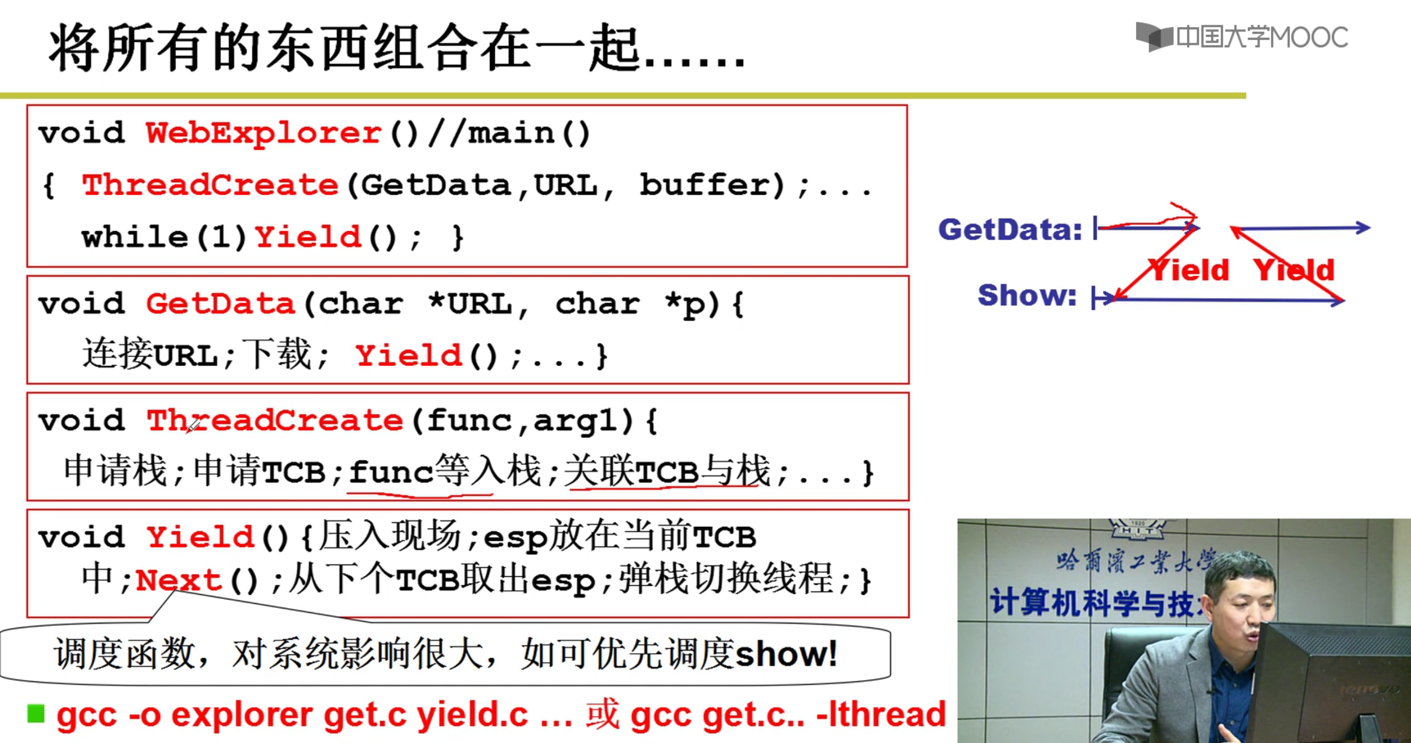 将所有的东西组合在一起……
中国大学MOOC
void WebExplorer()//main()
{ ThreadCreate(GetData,URL, buffer);...
while(1)Yield(); }
void GetData(char *URL, char *p){
连接URL;下载; Yield();...}
void ThreadCreate(func,arg1){
申请栈;申请TCB;func等入栈;关联TCB与栈;...}
void Yield(){压入现场;esp放在当前TCB
中;Next();从下个TCB取出esp;弹栈切换线程;}
调度函数，对系统影响很大，如可优先调度show!
gcc -o explorer get.c yield.c … 或 gcc get.c.. -lthread
GetData:
Yield Yield
Show:
HIT
哈尔滨工业大学
计算机科学与技